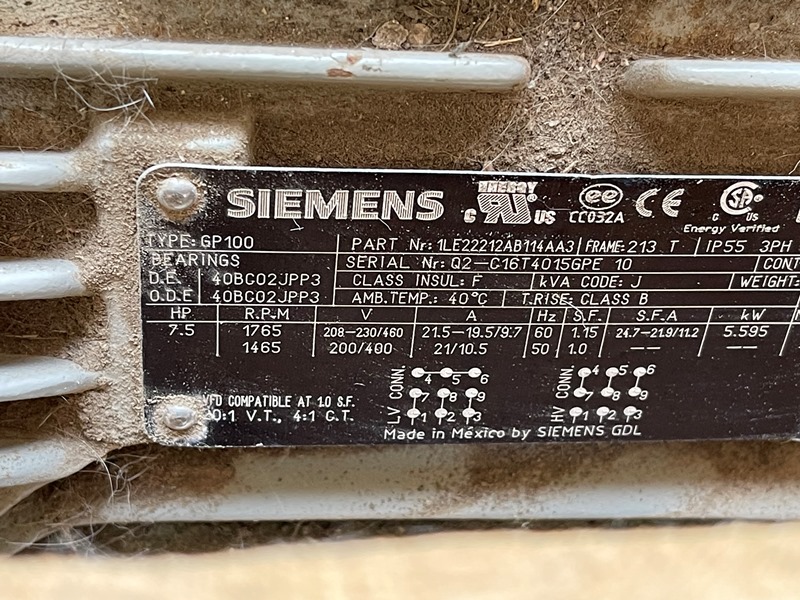 SIEMENS ENERGY C UL US CC032A CE C SA US Energy Verified
TYPE: GP100 PART Nr: 1LE22212AB114AA3 FRAME: 213 T IP55 3PH
BEARINGS SERIAL Nr: Q2-C16T4015GPE 10
D.E. 40BC02JPP3 CLASS INSUL: F kVA CODE: J WEIGHT:
O.D.E 40BC02JPP3 AMB.TEMP.: 40°C T.RISE: CLASS B
HP R.P.M V A Hz S.F. S.F.A kW
7.5 1765 208-230/460 21.5-19.5/9.7 60 1.15 24.7-21.9/11.2 5.595
1465 200/400 21/10.5 50 1.0 -- --
LV CONN. 4 5 6 HV CONN. 4 5 6
7 8 9 7 8 9
1 2 3 1 2 3
VFD COMPATIBLE AT 1.0 S.F.
V.T., 4:1 C.T.
Made in México by SIEMENS GDL